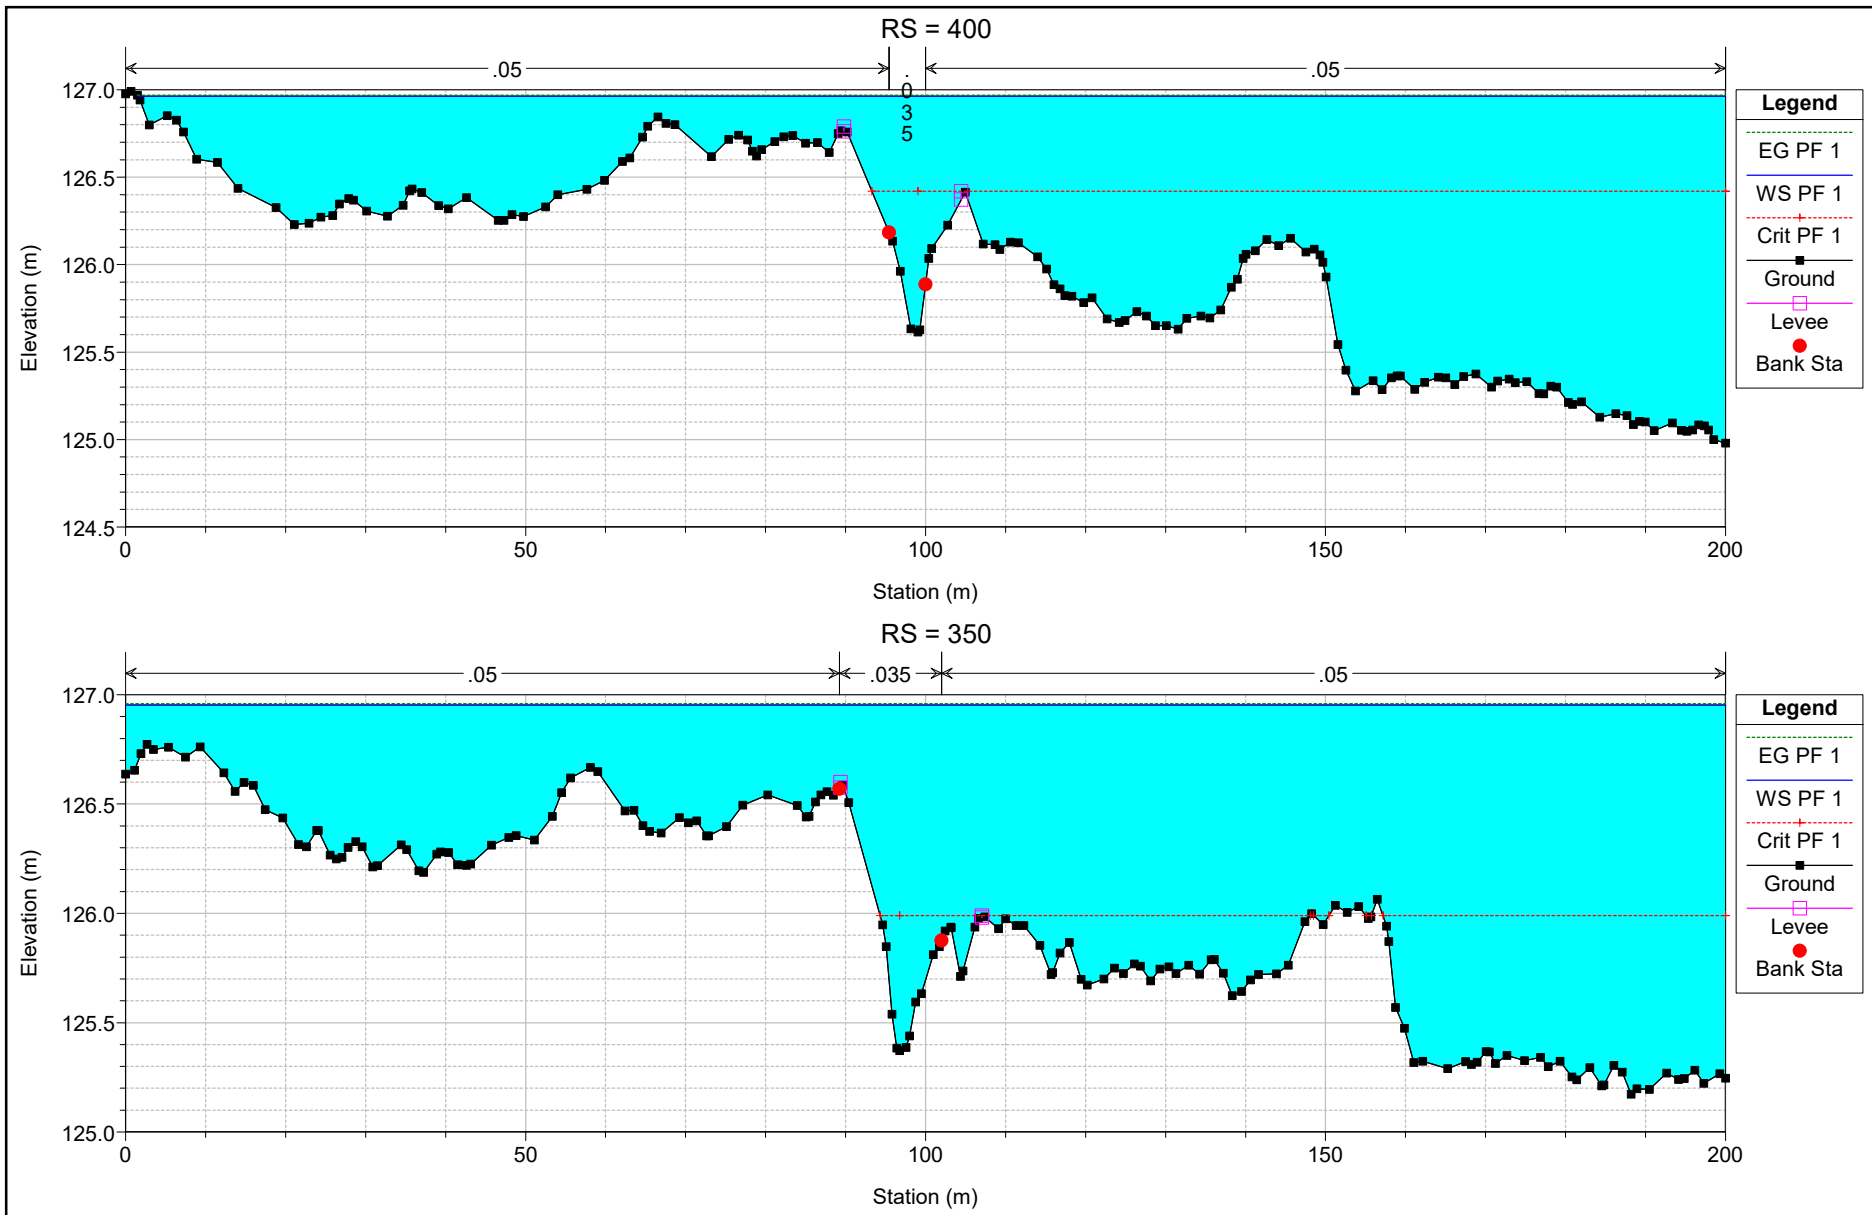 RS = 400
.05
.035
.05
127.0
126.5
126.0
125.5
125.0
124.5
Elevation (m)
0
50
100
150
200
Station (m)
Legend
EG PF 1
WS PF 1
Crit PF 1
Ground
Levee
Bank Sta
RS = 350
.05
.035
.05
127.0
126.5
126.0
125.5
125.0
Elevation (m)
0
50
100
150
200
Station (m)
Legend
EG PF 1
WS PF 1
Crit PF 1
Ground
Levee
Bank Sta